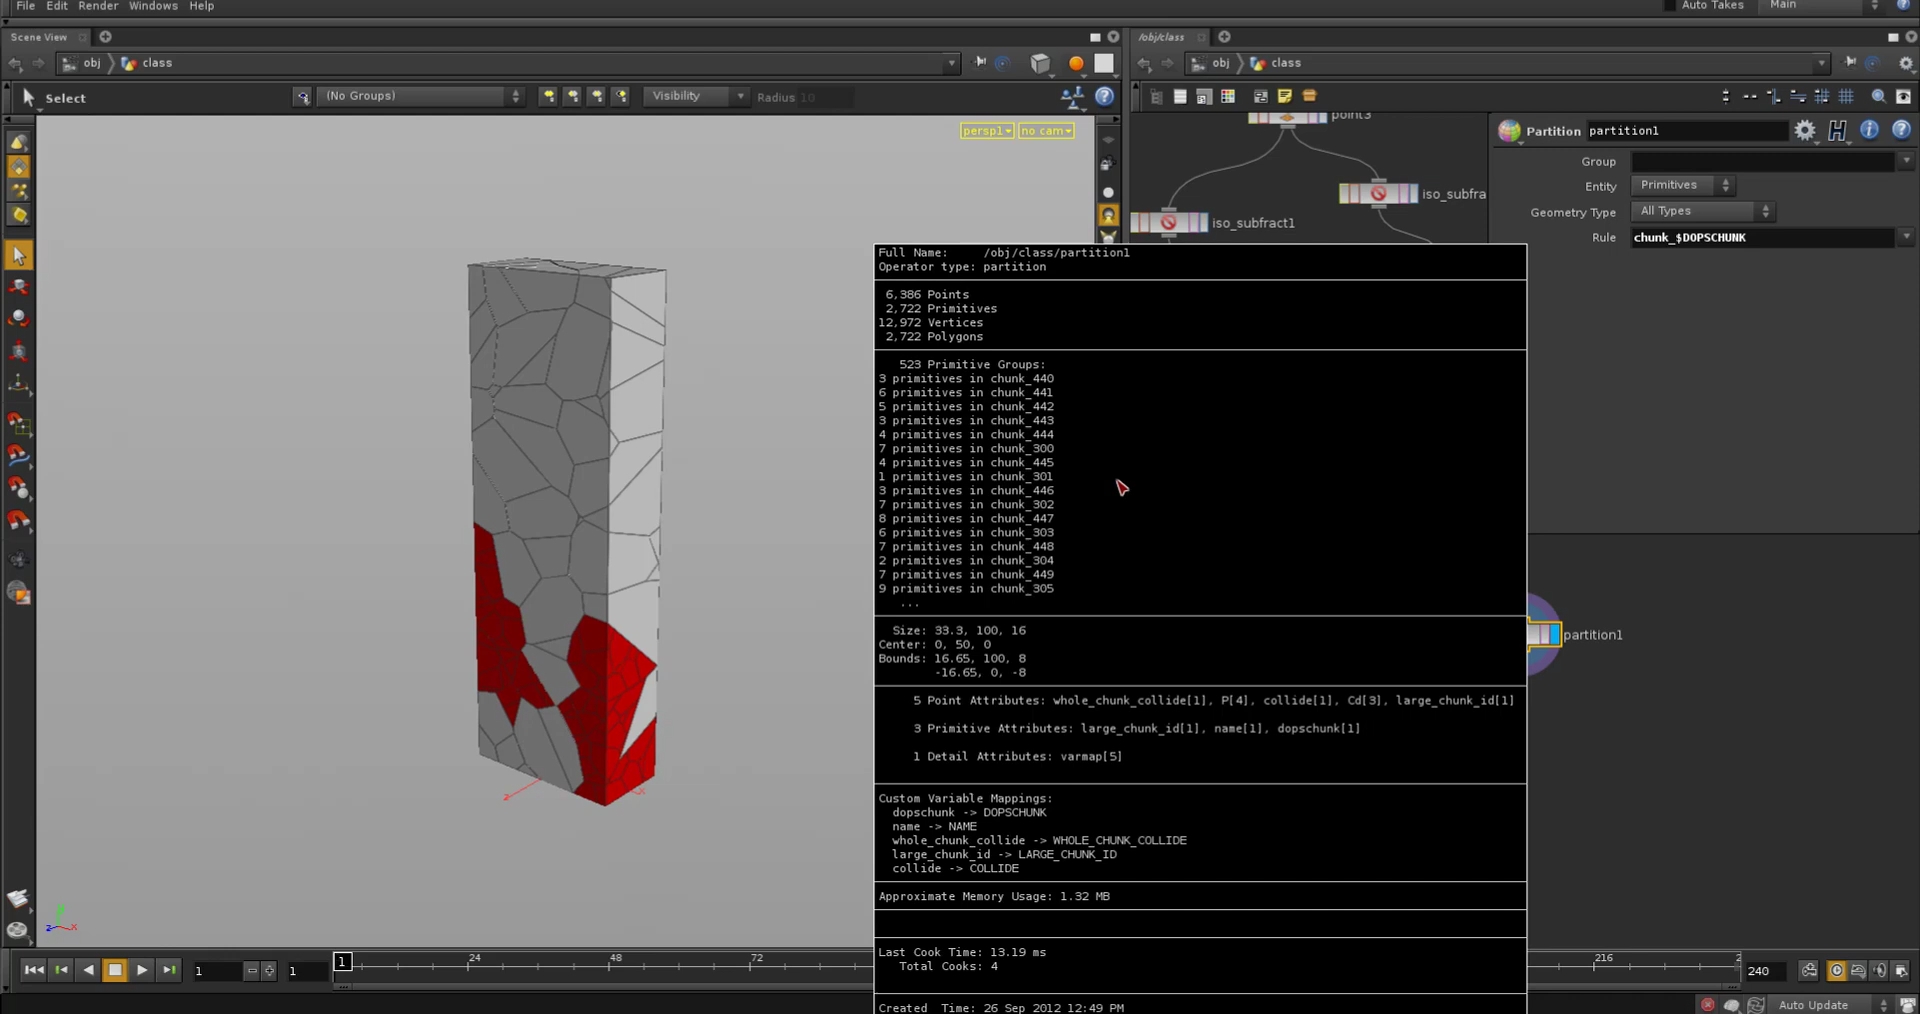 File Edit Render Windows Help
Auto Takes Main
Scene View
/obj/class
obj class
obj class
Select
(No Groups)
Visibility
Radius 10
persp1
no cam
point3
iso_subfra
iso_subfract1
Partition partition1
Group
Entity Primitives
Geometry Type All Types
Rule chunk_$DOPSCHUNK
Full Name: /obj/class/partition1
Operator type: partition
6,386 Points
2,722 Primitives
12,972 Vertices
2,722 Polygons
523 Primitive Groups:
3 primitives in chunk_440
6 primitives in chunk_441
5 primitives in chunk_442
3 primitives in chunk_443
4 primitives in chunk_444
7 primitives in chunk_300
4 primitives in chunk_445
1 primitives in chunk_301
3 primitives in chunk_446
7 primitives in chunk_302
8 primitives in chunk_447
6 primitives in chunk_303
7 primitives in chunk_448
2 primitives in chunk_304
7 primitives in chunk_449
9 primitives in chunk_305
...
Size: 33.3, 100, 16
Center: 0, 50, 0
Bounds: 16.65, 100, 8
-16.65, 0, -8
5 Point Attributes: whole_chunk_collide[1], P[4], collide[1], Cd[3], large_chunk_id[1]
3 Primitive Attributes: large_chunk_id[1], name[1], dopschunk[1]
1 Detail Attributes: varmap[5]
Custom Variable Mappings:
dopschunk -> DOPSCHUNK
name -> NAME
whole_chunk_collide -> WHOLE_CHUNK_COLLIDE
large_chunk_id -> LARGE_CHUNK_ID
collide -> COLLIDE
Approximate Memory Usage: 1.32 MB
Last Cook Time: 13.19 ms
Total Cooks: 4
Created Time: 26 Sep 2012 12:49 PM
partition1
z
x
y
z
x
1
1
1
24
48
72
216
2
240
Auto Update